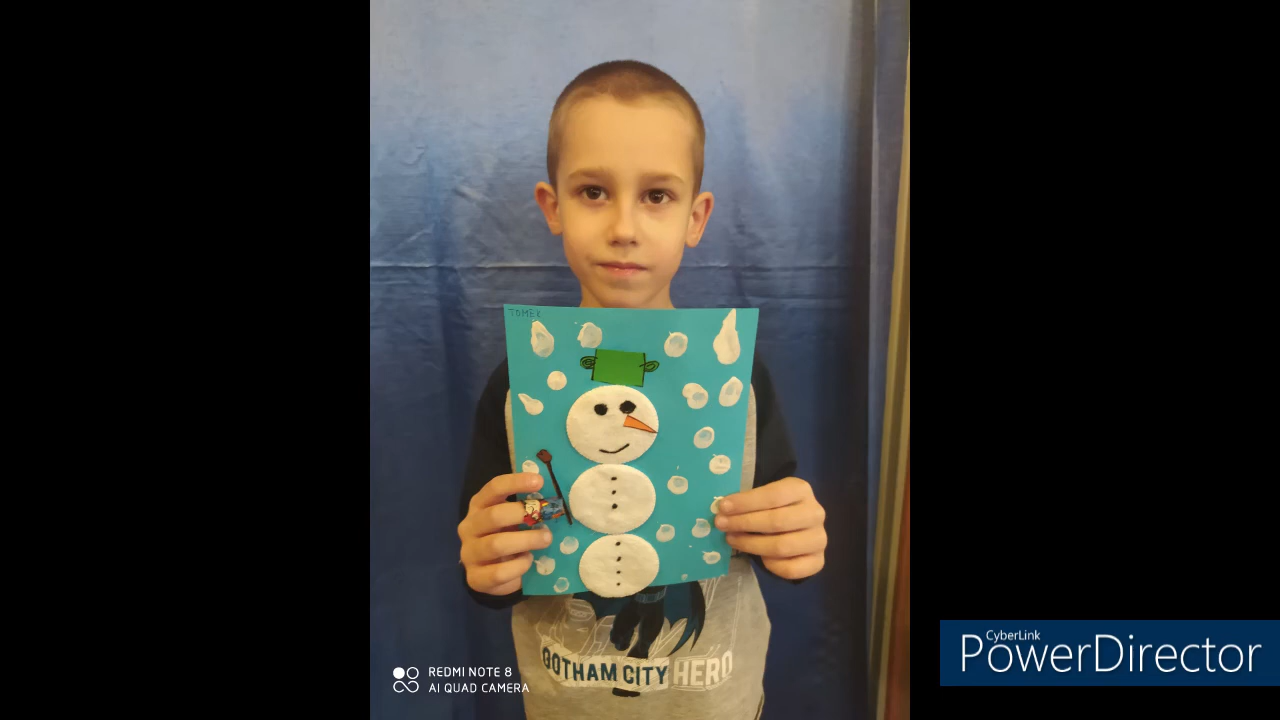 TOMEK
GOTHAM CITY HERO
REDMI NOTE 8
AI QUAD CAMERA
CyberLink
PowerDirector